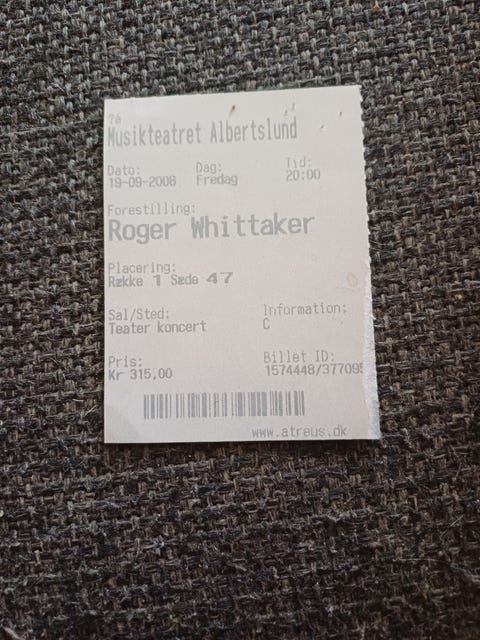 På
Musikteatret Albertslund
Dato: Dag: Tid:
19-09-2008 Fredag 20:00
Forestilling:
Roger Whittaker
Placering:
Række 1 Sæde 47
Sal/Sted: Information:
Teater koncert C
Pris: Billet ID:
Kr 315,00 1574448/377095
www.atreus.dk